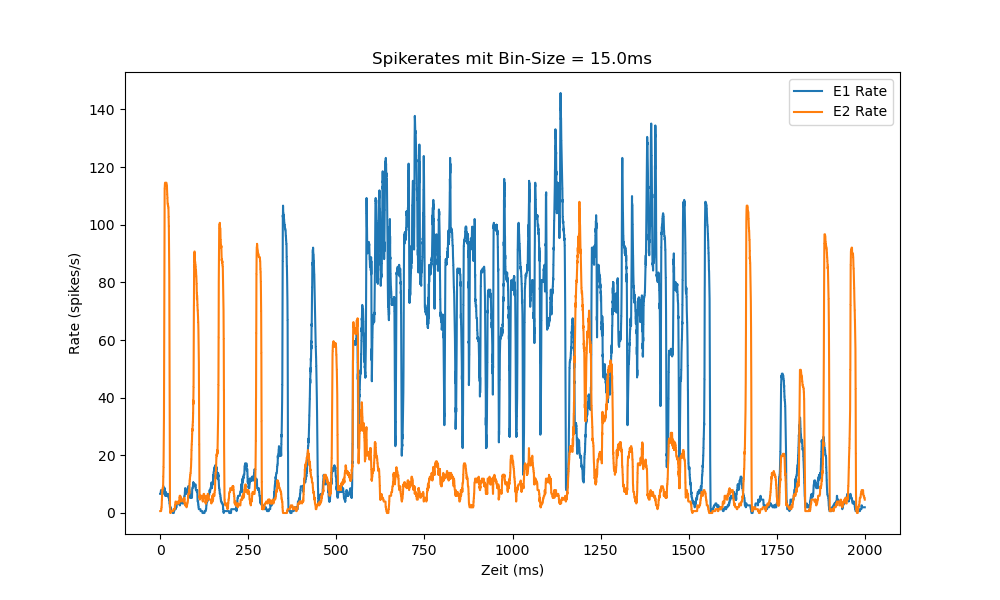 Spikerates mit Bin-Size = 15.0ms
E1 Rate
E2 Rate
140
120
100
80
60
40
20
0
Rate (spikes/s)
0 250 500 750 1000 1250 1500 1750 2000
Zeit (ms)